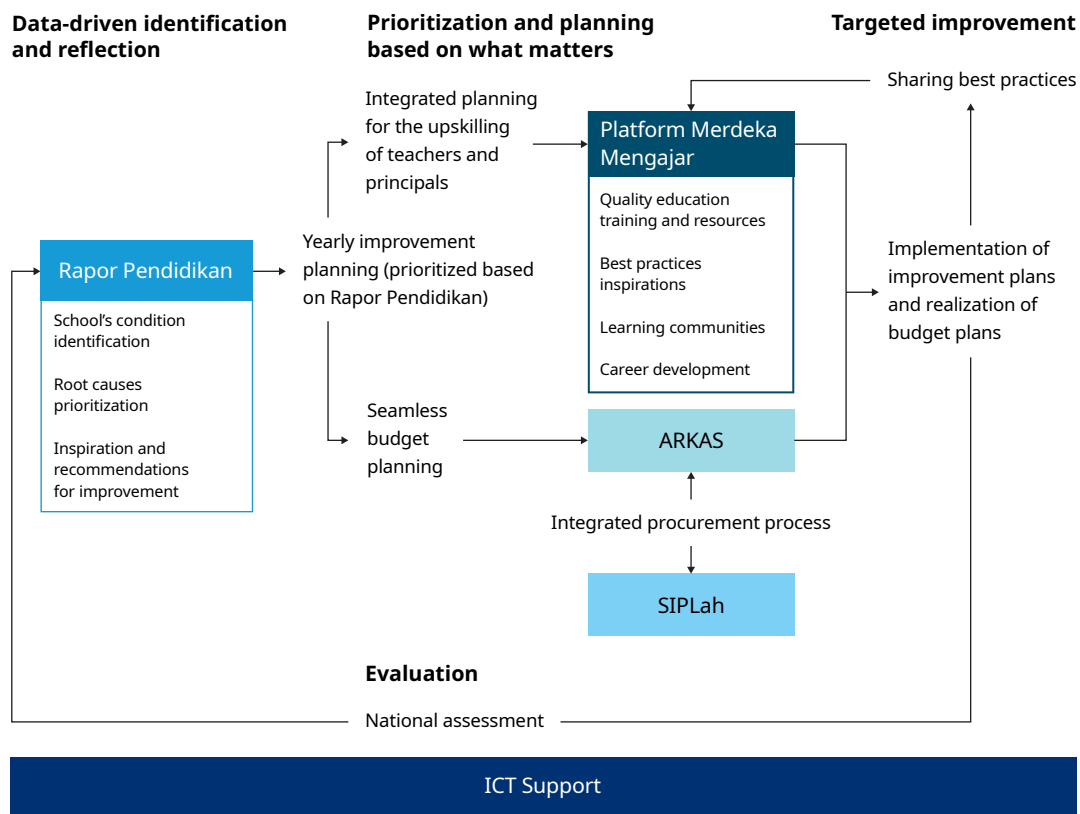 Data-driven identification
and reflection
Prioritization and planning
based on what matters
Targeted improvement
Sharing best practices
Integrated planning
for the upskilling
of teachers and
principals
Platform Merdeka
Mengajar
Quality education
training and resources
Best practices
inspirations
Learning communities
Career development
Rapor Pendidikan
School’s condition
identification
Root causes
prioritization
Inspiration and
recommendations
for improvement
Yearly improvement
planning (prioritized based
on Rapor Pendidikan)
Implementation of
improvement plans
and realization of
budget plans
Seamless
budget
planning
ARKAS
Integrated procurement process
SIPLah
Evaluation
National assessment
ICT Support